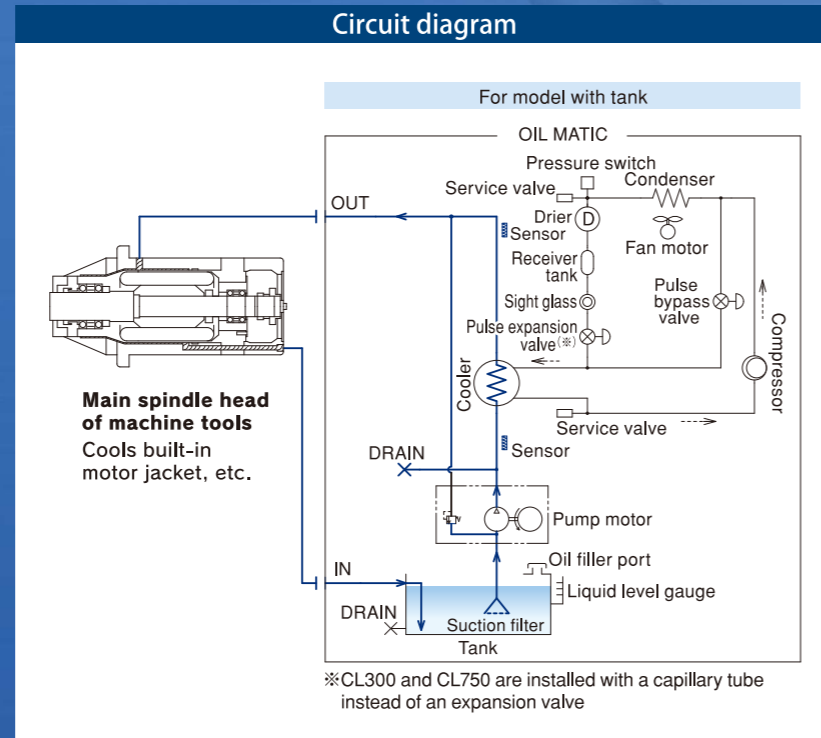 Circuit diagram
For model with tank
OIL MATIC
Pressure switch
Service valve
Condenser
OUT
Drier
D
Sensor
Fan motor
Receiver
tank
Sight glass
Pulse
bypass
valve
Pulse expansion
valve(※)
Compressor
Cooler
Main spindle head
of machine tools
Cools built-in
motor jacket, etc.
Service valve
DRAIN
Sensor
Pump motor
Oil filler port
IN
Liquid level gauge
DRAIN
Suction filter
Tank
※CL300 and CL750 are installed with a capillary tube
instead of an expansion valve